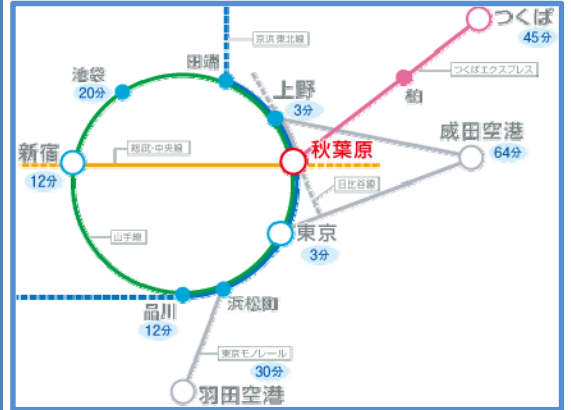 つくば
45分
京浜東北線
田端
つくばエクスプレス
池袋
20分
上野
3分
柏
成田空港
64分
新宿
12分
総武・中央線
秋葉原
日比谷線
山手線
東京
3分
品川
12分
浜松町
東京モノレール
30分
羽田空港